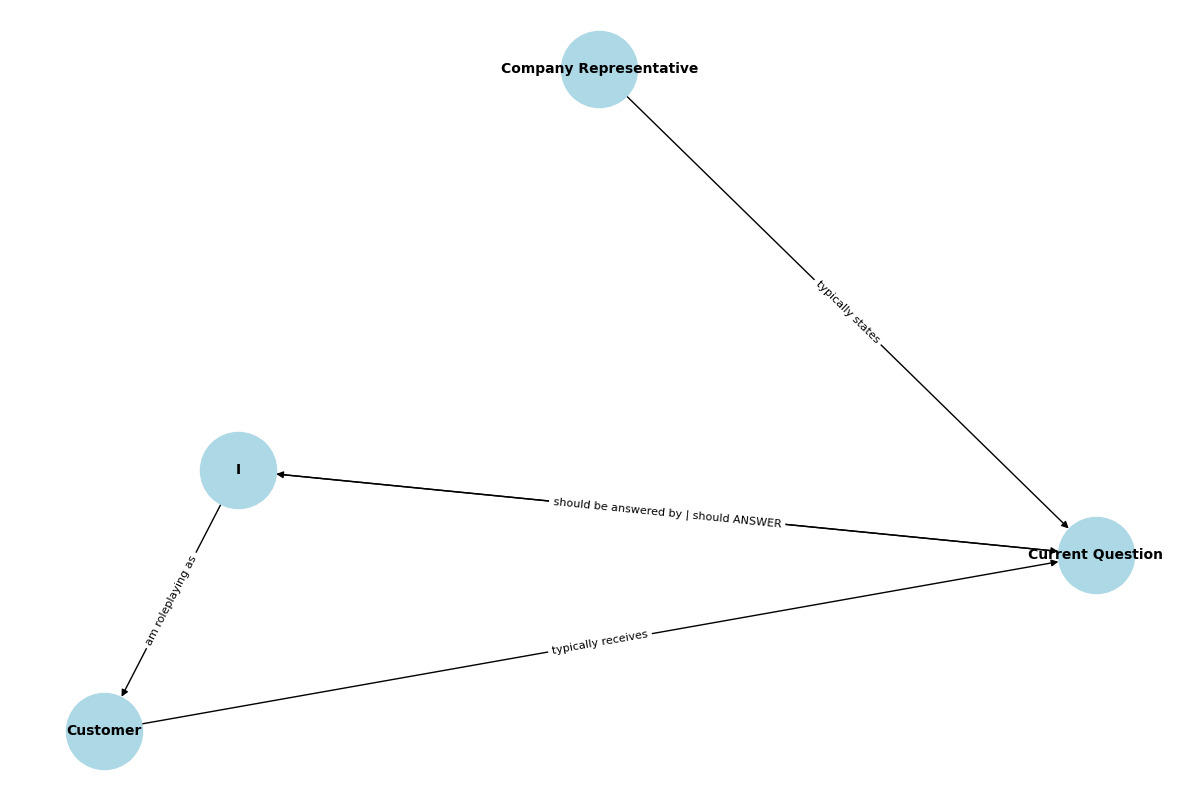 Company Representative
typically states
I
should be answered by | should ANSWER
Current Question
am roleplaying as
typically receives
Customer